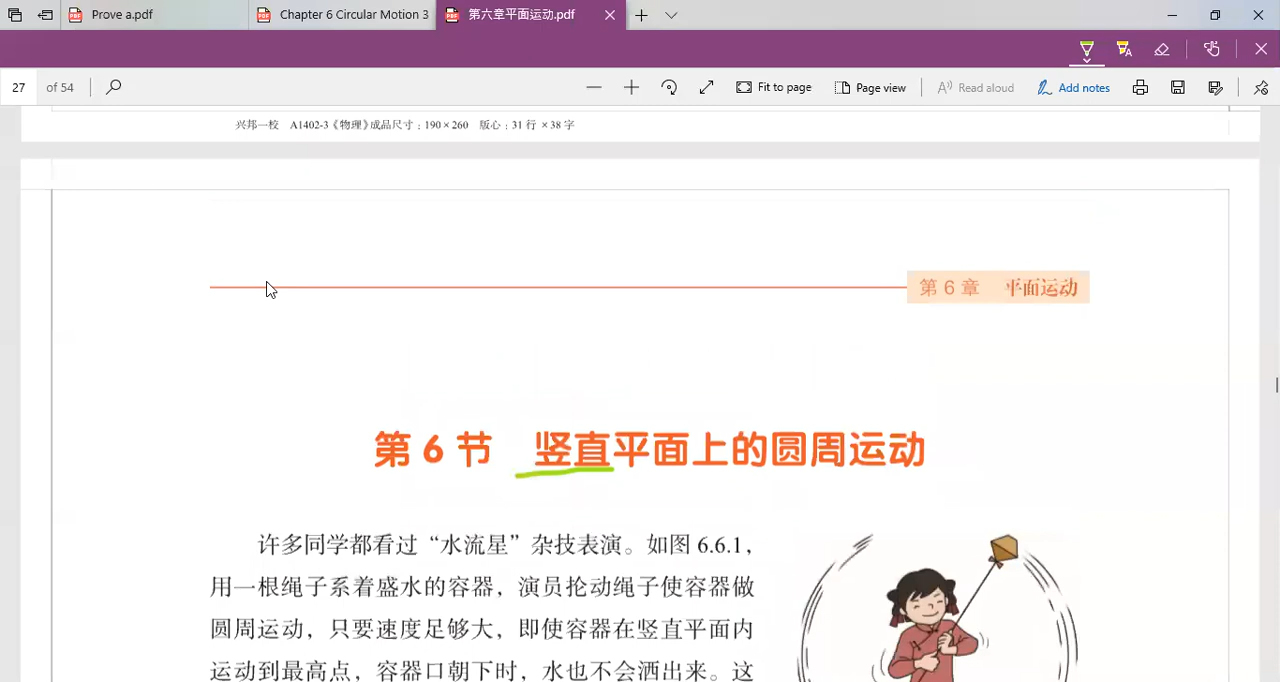 Prove a.pdf
Chapter 6 Circular Motion 3
第六章平面运动.pdf
27 of 54
Fit to page
Page view
Read aloud
Add notes
兴邦一校 A1402-3《物理》成品尺寸：190×260 版心：31 行 ×38 字
第 6 章 平面运动
第 6 节 竖直平面上的圆周运动
许多同学都看过“水流星”杂技表演。如图 6.6.1，
用一根绳子系着盛水的容器，演员抡动绳子使容器做
圆周运动，只要速度足够大，即使容器在竖直平面内
运动到最高点，容器口朝下时，水也不会洒出来。这